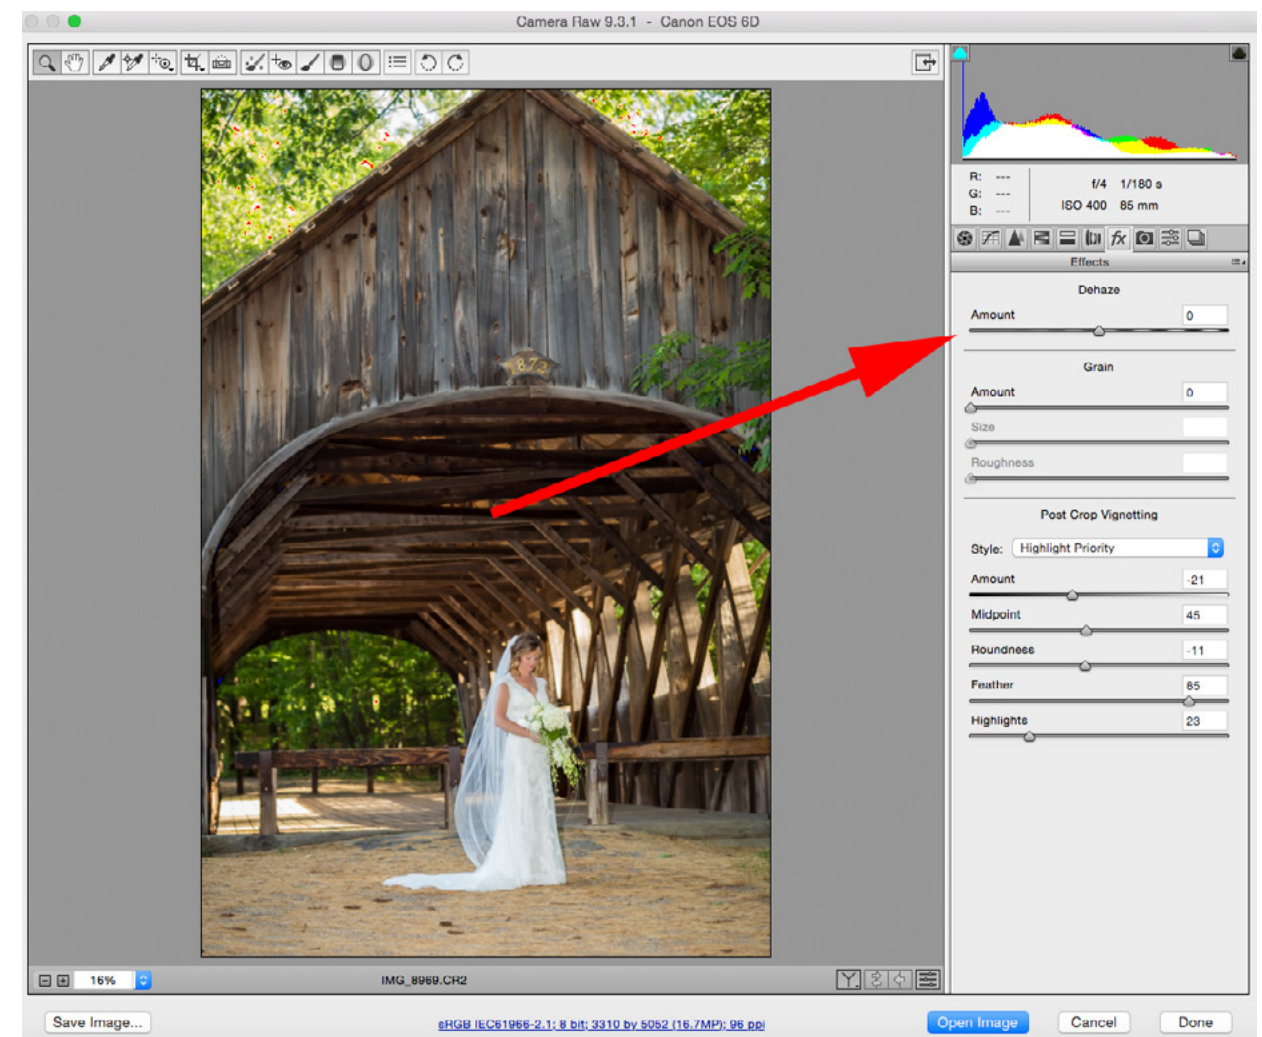 Camera Raw 9.3.1 - Canon EOS 6D
R: ---
G: ---
B: ---
f/4 1/180 s
ISO 400 85 mm
fx
Effects
Dehaze
Amount 0
Grain
Amount 0
Size
Roughness
Post Crop Vignetting
Style: Highlight Priority
Amount -21
Midpoint 45
Roundness -11
Feather 85
Highlights 23
1872
16%
IMG_8969.CR2
Y
Save Image...
sRGB IEC61966-2.1; 8 bit; 3310 by 5052 (16.7MP); 96 ppi
Open Image
Cancel
Done